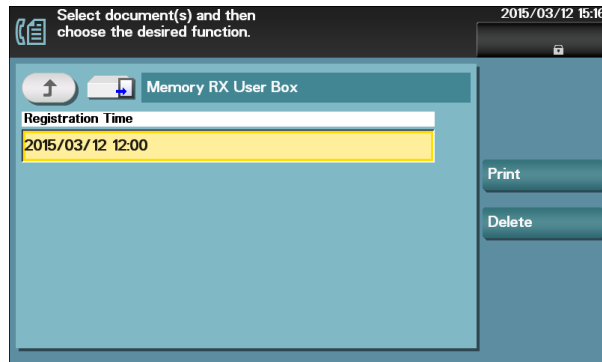 Select document(s) and then
choose the desired function.
2015/03/12 15:16
Memory RX User Box
Registration Time
2015/03/12 12:00
Print
Delete